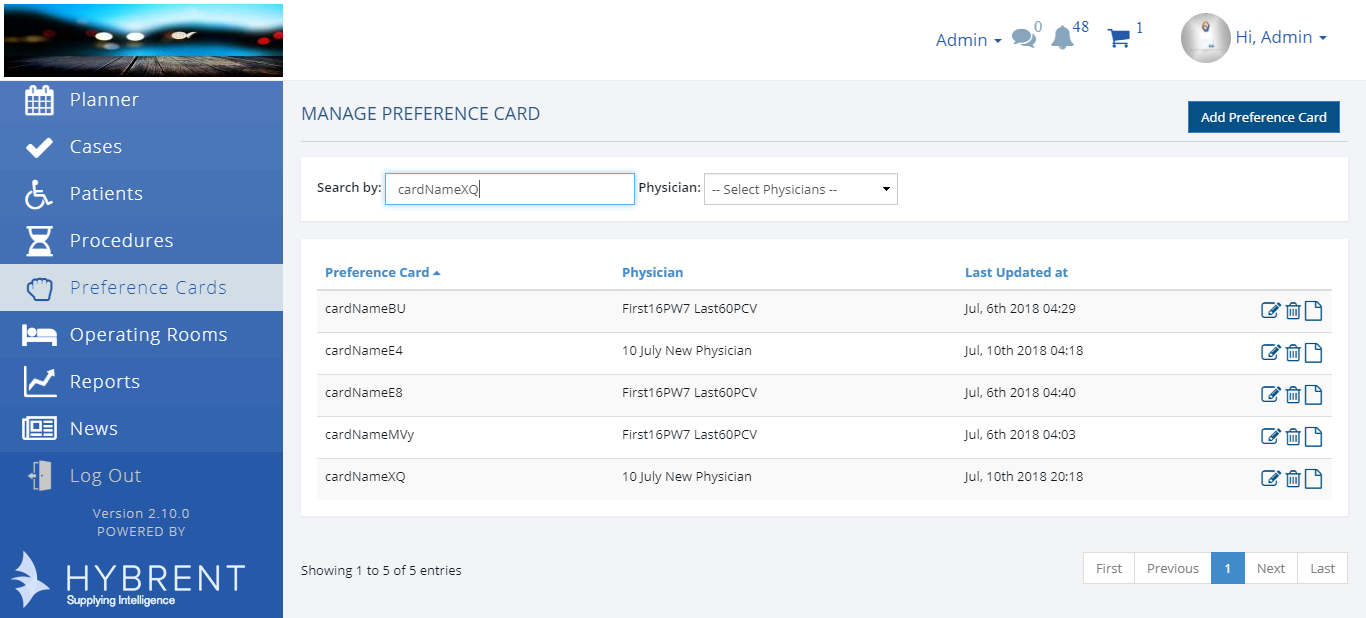 Admin 0 48 1 Hi, Admin
Planner
Cases
Patients
Procedures
Preference Cards
Operating Rooms
Reports
News
Log Out
Version 2.10.0
POWERED BY
HYBRENT
Supplying Intelligence
MANAGE PREFERENCE CARD Add Preference Card
Search by: cardNameXQ Physician: -- Select Physicians --
Preference Card Physician Last Updated at
cardNameBU First16PW7 Last60PCV Jul, 6th 2018 04:29
cardNameE4 10 July New Physician Jul, 10th 2018 04:18
cardNameE8 First16PW7 Last60PCV Jul, 6th 2018 04:40
cardNameMVy First16PW7 Last60PCV Jul, 6th 2018 04:03
cardNameXQ 10 July New Physician Jul, 10th 2018 20:18
Showing 1 to 5 of 5 entries First Previous 1 Next Last